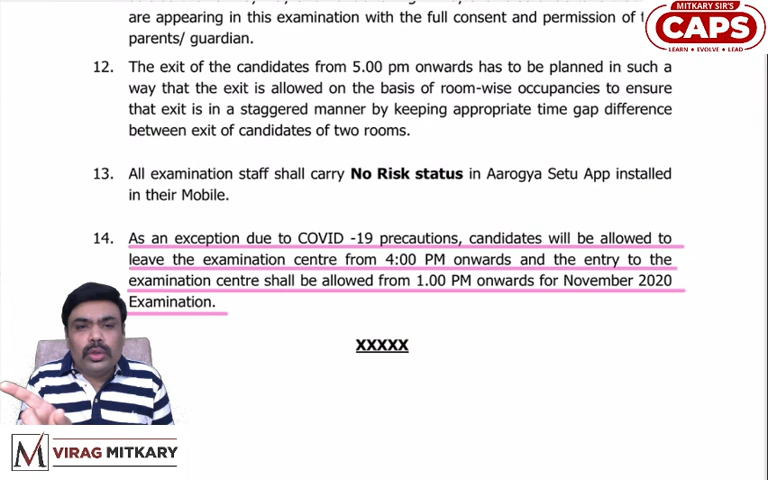 MITKARY SIR'S
CAPS
LEARN • EVOLVE • LEAD
are appearing in this examination with the full consent and permission of
parents/ guardian.
12. The exit of the candidates from 5.00 pm onwards has to be planned in such a
way that the exit is allowed on the basis of room-wise occupancies to ensure
that exit is in a staggered manner by keeping appropriate time gap difference
between exit of candidates of two rooms.
13. All examination staff shall carry No Risk status in Aarogya Setu App installed
in their Mobile.
14. As an exception due to COVID -19 precautions, candidates will be allowed to
leave the examination centre from 4:00 PM onwards and the entry to the
examination centre shall be allowed from 1.00 PM onwards for November 2020
Examination.
XXXXX
VIRAG MITKARY